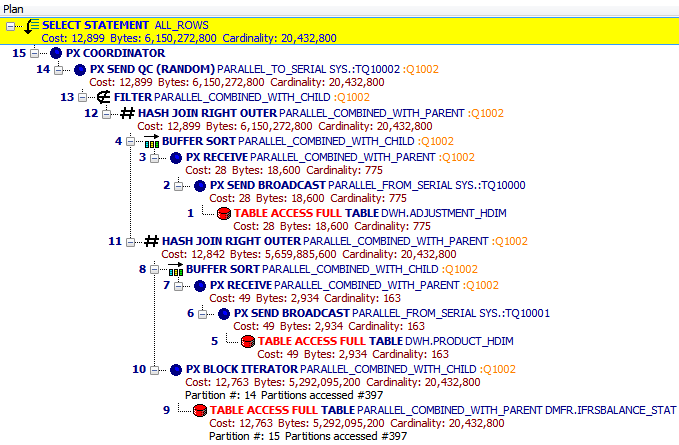 Plan
SELECT STATEMENT ALL_ROWS
Cost: 12,899 Bytes: 6,150,272,800 Cardinality: 20,432,800
15 PX COORDINATOR
14 PX SEND QC (RANDOM) PARALLEL_TO_SERIAL SYS.:TQ10002 :Q1002
Cost: 12,899 Bytes: 6,150,272,800 Cardinality: 20,432,800
13 FILTER PARALLEL_COMBINED_WITH_CHILD :Q1002
12 HASH JOIN RIGHT OUTER PARALLEL_COMBINED_WITH_PARENT :Q1002
Cost: 12,899 Bytes: 6,150,272,800 Cardinality: 20,432,800
4 BUFFER SORT PARALLEL_COMBINED_WITH_CHILD :Q1002
3 PX RECEIVE PARALLEL_COMBINED_WITH_PARENT :Q1002
Cost: 28 Bytes: 18,600 Cardinality: 775
2 PX SEND BROADCAST PARALLEL_FROM_SERIAL SYS.:TQ10000
Cost: 28 Bytes: 18,600 Cardinality: 775
1 TABLE ACCESS FULL TABLE DWH.ADJUSTMENT_HDIM
Cost: 28 Bytes: 18,600 Cardinality: 775
11 HASH JOIN RIGHT OUTER PARALLEL_COMBINED_WITH_PARENT :Q1002
Cost: 12,842 Bytes: 5,659,885,600 Cardinality: 20,432,800
8 BUFFER SORT PARALLEL_COMBINED_WITH_CHILD :Q1002
7 PX RECEIVE PARALLEL_COMBINED_WITH_PARENT :Q1002
Cost: 49 Bytes: 2,934 Cardinality: 163
6 PX SEND BROADCAST PARALLEL_FROM_SERIAL SYS.:TQ10001
Cost: 49 Bytes: 2,934 Cardinality: 163
5 TABLE ACCESS FULL TABLE DWH.PRODUCT_HDIM
Cost: 49 Bytes: 2,934 Cardinality: 163
10 PX BLOCK ITERATOR PARALLEL_COMBINED_WITH_CHILD :Q1002
Cost: 12,763 Bytes: 5,292,095,200 Cardinality: 20,432,800
Partition #: 14 Partitions accessed #397
9 TABLE ACCESS FULL TABLE PARALLEL_COMBINED_WITH_PARENT DMFR.IFRSBALANCE_STAT
Cost: 12,763 Bytes: 5,292,095,200 Cardinality: 20,432,800
Partition #: 15 Partitions accessed #397